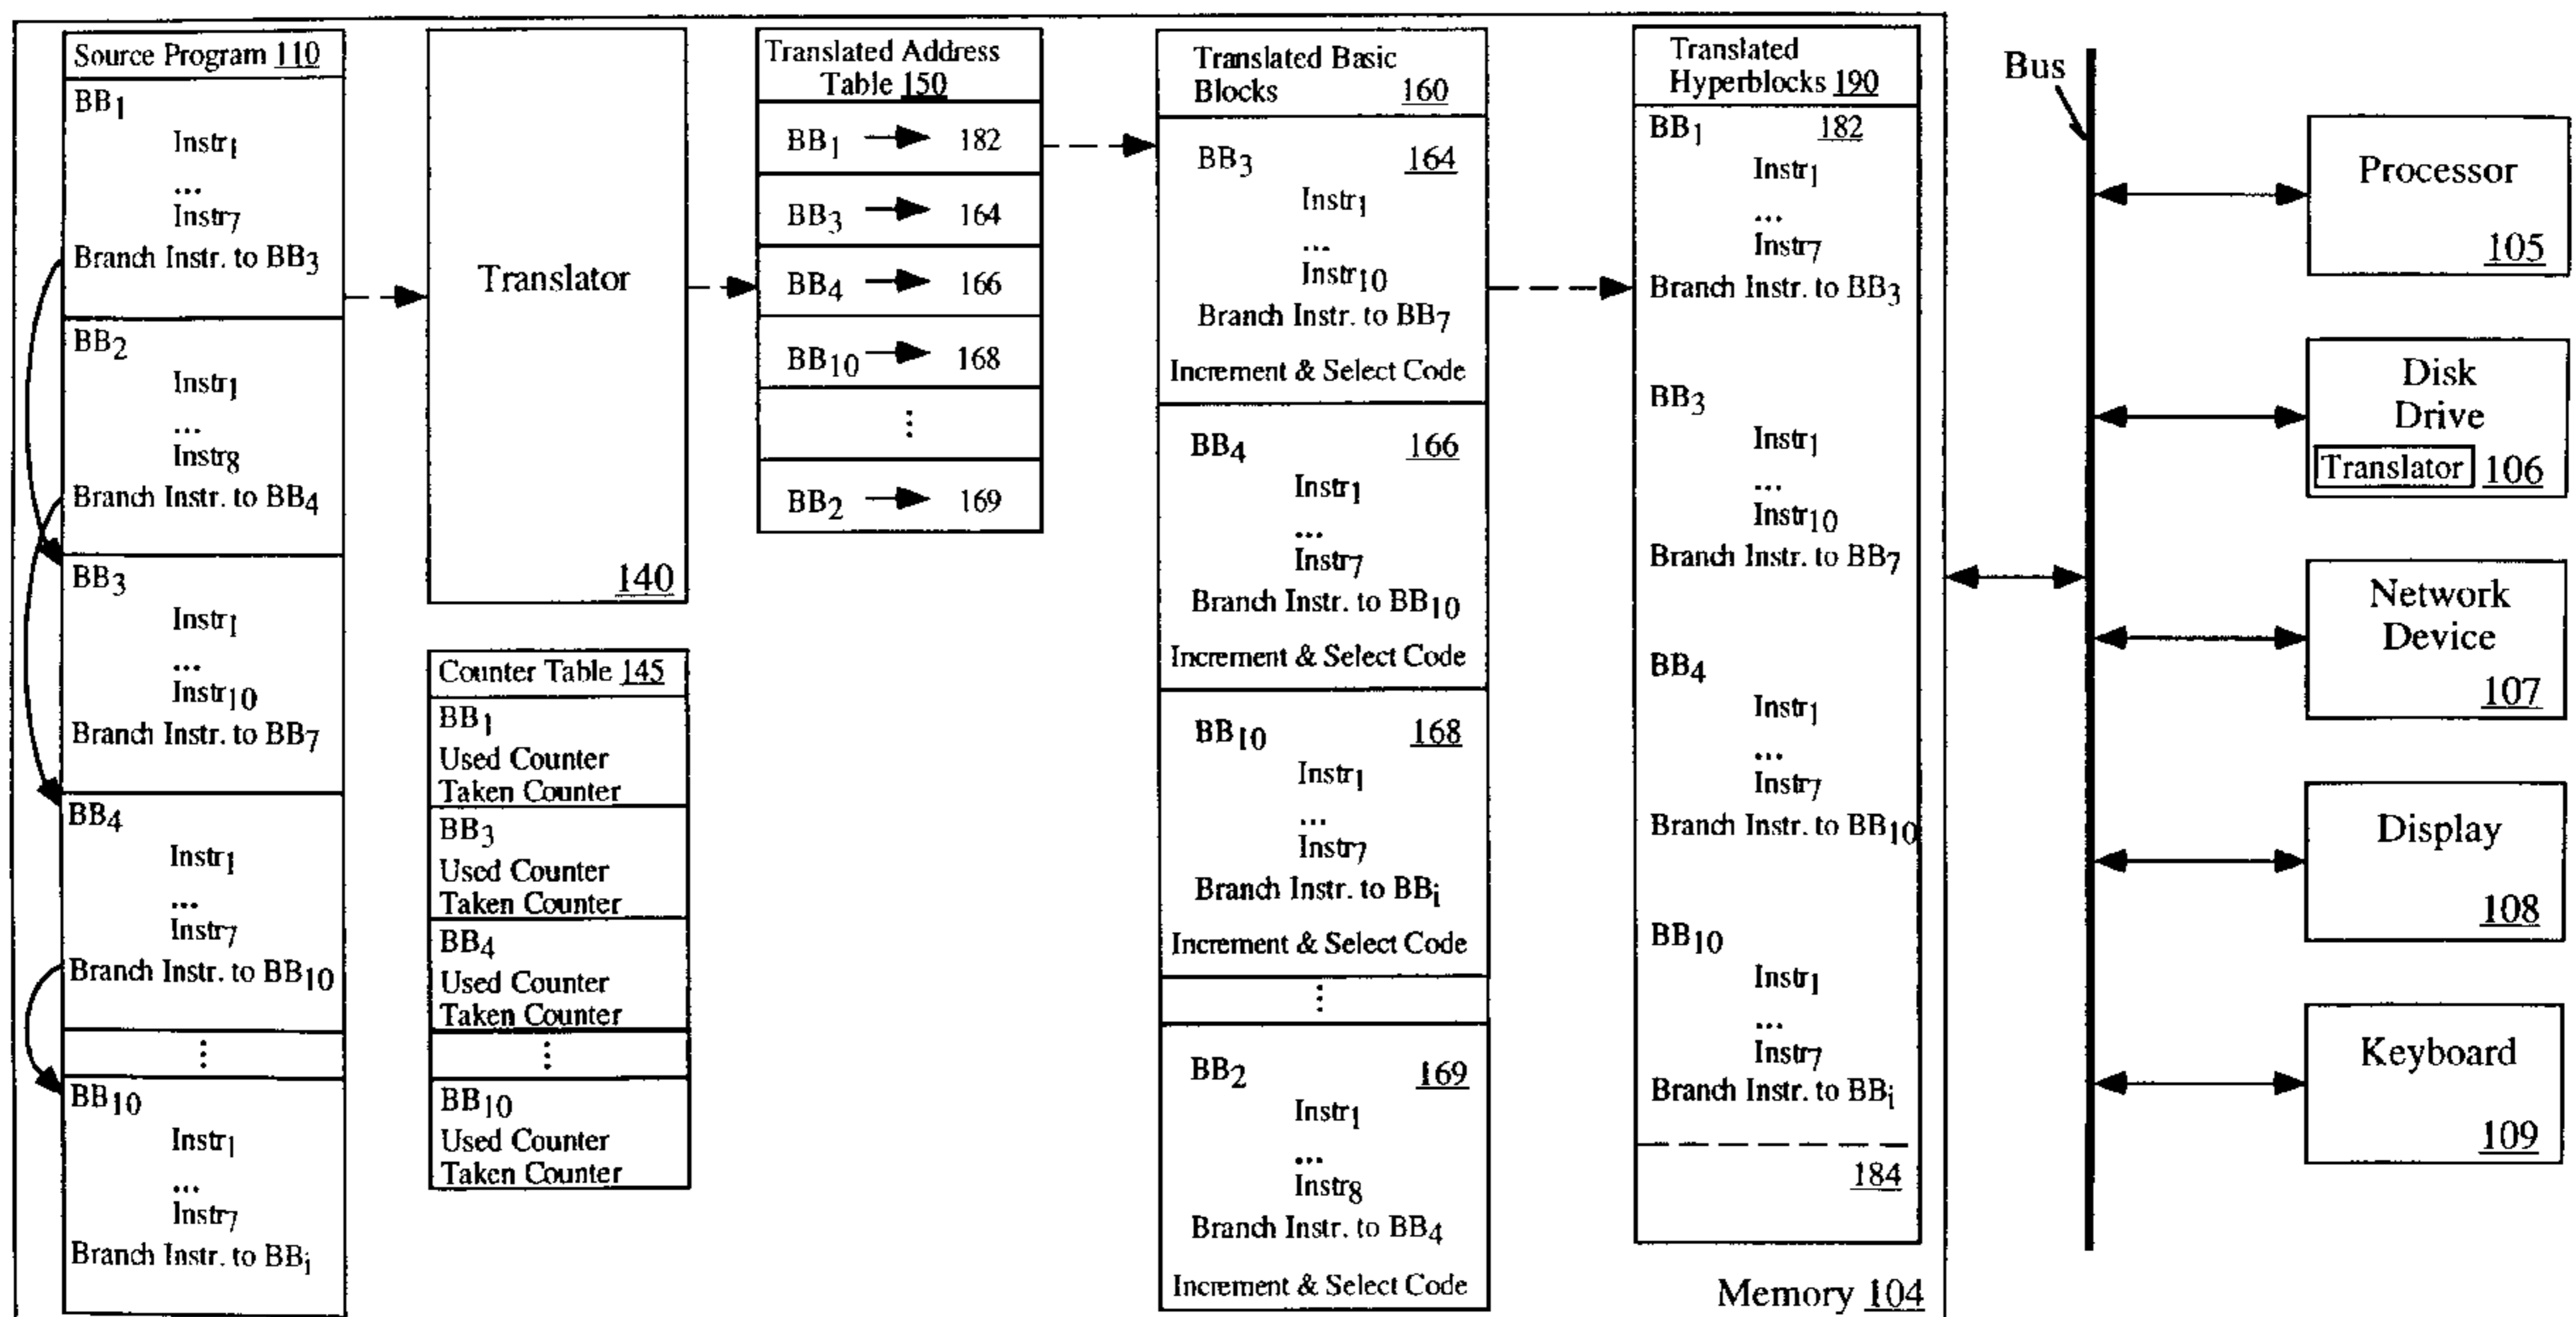 Source Program 110
BB1
Instr1
...
Instr7
Branch Instr. to BB3
BB2
Instr1
...
Instr8
Branch Instr. to BB4
BB3
Instr1
...
Instr10
Branch Instr. to BB7
BB4
Instr1
...
Instr7
Branch Instr. to BB10
⋮
BB10
Instr1
...
Instr7
Branch Instr. to BBi
Translator
140
Counter Table 145
BB1
Used Counter
Taken Counter
BB3
Used Counter
Taken Counter
BB4
Used Counter
Taken Counter
⋮
BB10
Used Counter
Taken Counter
Translated Address
Table 150
BB1 → 182
BB3 → 164
BB4 → 166
BB10 → 168
⋮
BB2 → 169
Translated Basic
Blocks 160
BB3 164
Instr1
...
Instr10
Branch Instr. to BB7
Increment & Select Code
BB4 166
Instr1
...
Instr7
Branch Instr. to BB10
Increment & Select Code
BB10 168
Instr1
...
Instr7
Branch Instr. to BBi
Increment & Select Code
⋮
BB2 169
Instr1
...
Instr8
Branch Instr. to BB4
Increment & Select Code
Translated
Hyperblocks 190
BB1 182
Instr1
...
Instr7
Branch Instr. to BB3
BB3
Instr1
...
Instr10
Branch Instr. to BB7
BB4
Instr1
...
Instr7
Branch Instr. to BB10
BB10
Instr1
...
Instr7
Branch Instr. to BBi
184
Memory 104
Bus
Processor
105
Disk
Drive
Translator 106
Network
Device
107
Display
108
Keyboard
109